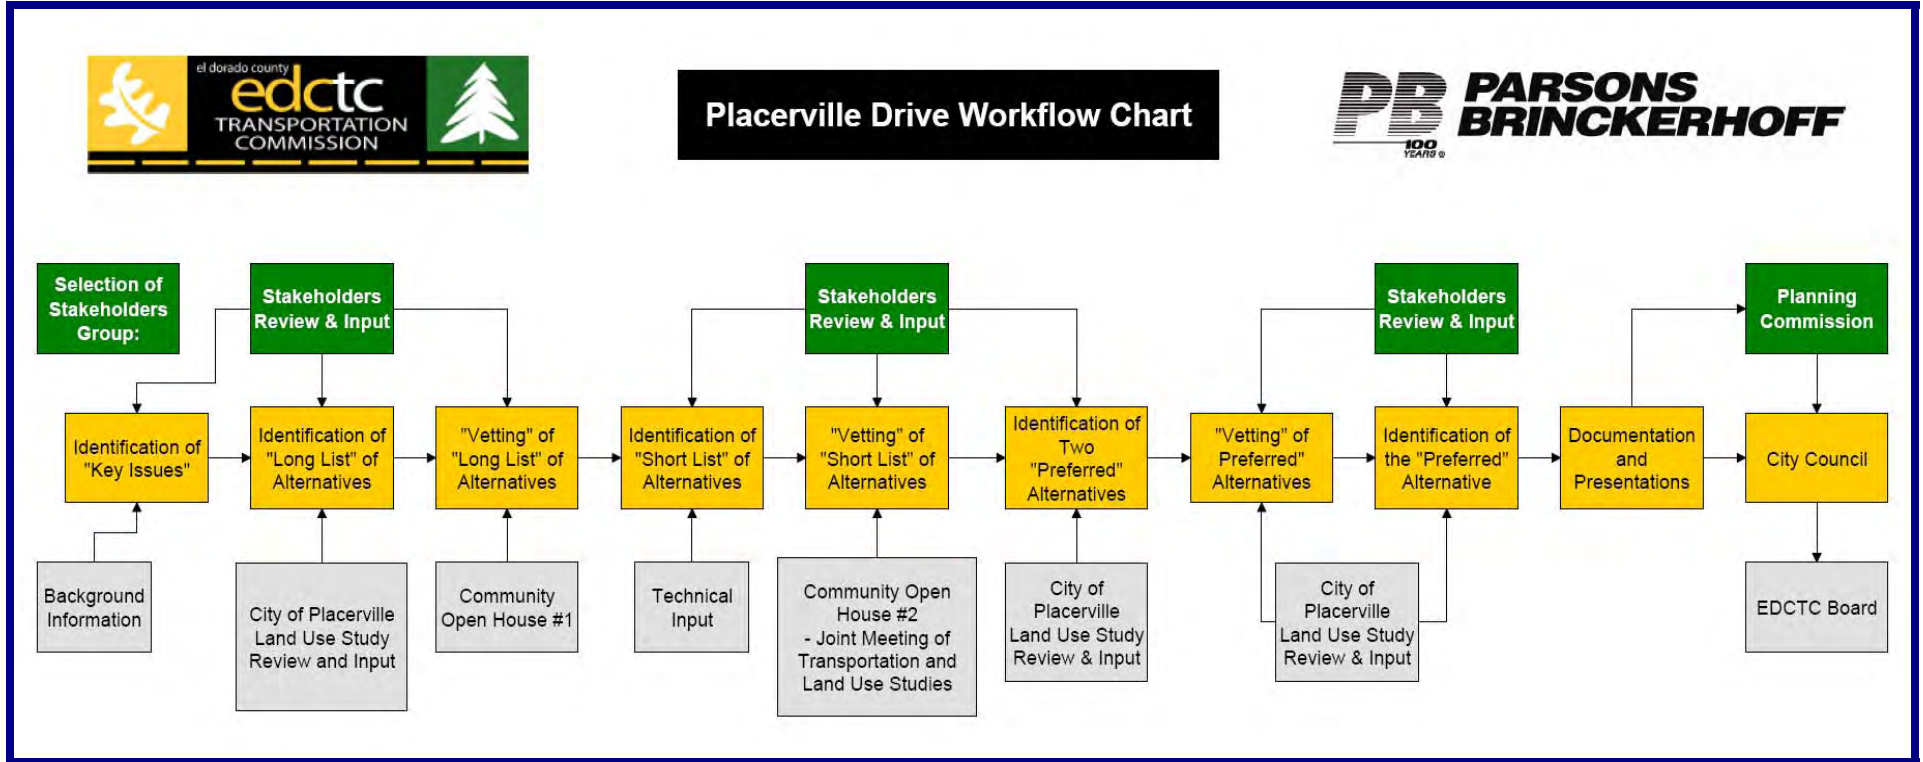 el dorado county
edctc
TRANSPORTATION
COMMISSION
Placerville Drive Workflow Chart
PB
100
YEARS ®
PARSONS
BRINCKERHOFF
Selection of
Stakeholders
Group:
Stakeholders
Review & Input
Stakeholders
Review & Input
Stakeholders
Review & Input
Planning
Commission
Identification of
"Key Issues"
Identification of
"Long List" of
Alternatives
"Vetting" of
"Long List" of
Alternatives
Identification of
"Short List" of
Alternatives
"Vetting" of
"Short List" of
Alternatives
Identification of
Two
"Preferred"
Alternatives
"Vetting" of
Preferred"
Alternatives
Identification of
the "Preferred"
Alternative
Documentation
and
Presentations
City Council
Background
Information
City of Placerville
Land Use Study
Review and Input
Community
Open House #1
Technical
Input
Community Open
House #2
- Joint Meeting of
Transportation and
Land Use Studies
City of
Placerville
Land Use Study
Review & Input
City of
Placerville
Land Use Study
Review & Input
EDCTC Board